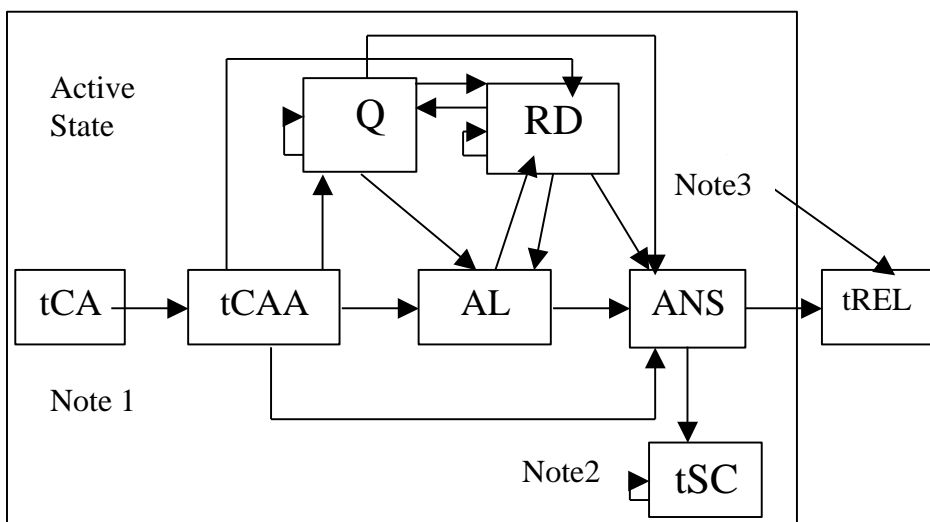 Active
State
Q
RD
Note3
tCA
tCAA
AL
ANS
tREL
Note 1
Note2
tSC